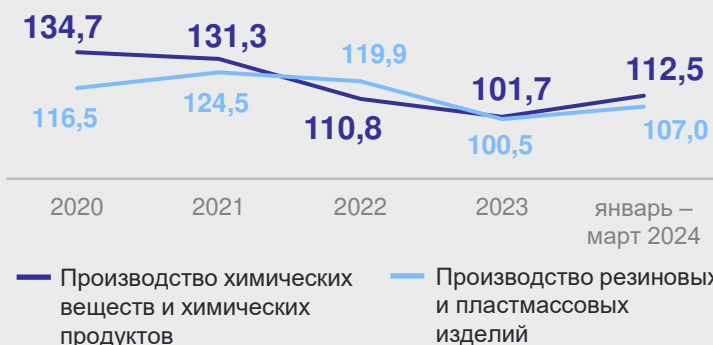 134,7
131,3
119,9
112,5
116,5
124,5
110,8
101,7
100,5
107,0
2020
2021
2022
2023
январь –
март 2024
Производство химических
веществ и химических
продуктов
Производство резиновых
и пластмассовых
изделий